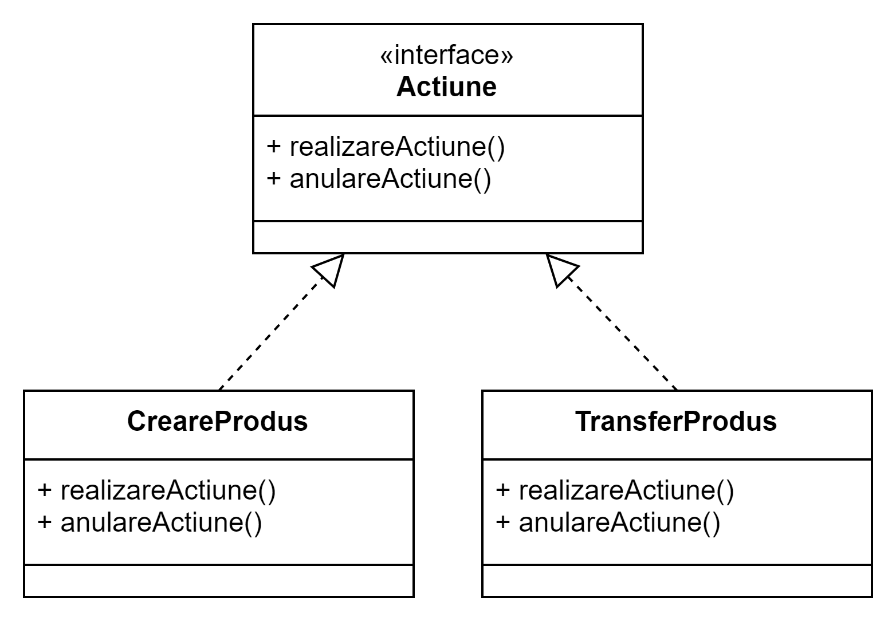 «interface»
Actiune
+ realizareActiune()
+ anulareActiune()
CreareProdus
+ realizareActiune()
+ anulareActiune()
TransferProdus
+ realizareActiune()
+ anulareActiune()